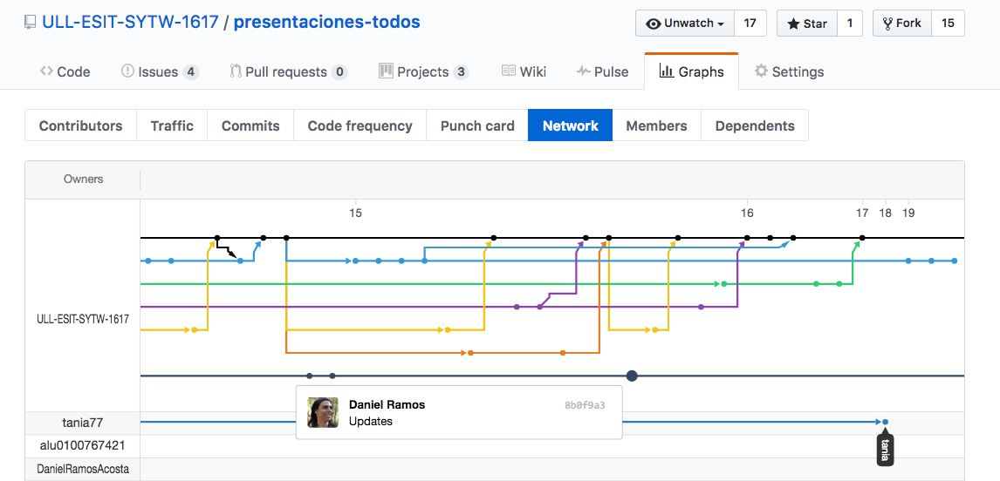 ULL-ESIT-SYTW-1617 / presentaciones-todos
Unwatch 17 Star 1 Fork 15
Code Issues 4 Pull requests 0 Projects 3 Wiki Pulse Graphs Settings
Contributors Traffic Commits Code frequency Punch card Network Members Dependents
Owners
15 16 17 18 19
ULL-ESIT-SYTW-1617
Daniel Ramos 8b0f9a3
Updates
tania77
tania
alu0100767421
DanielRamosAcosta